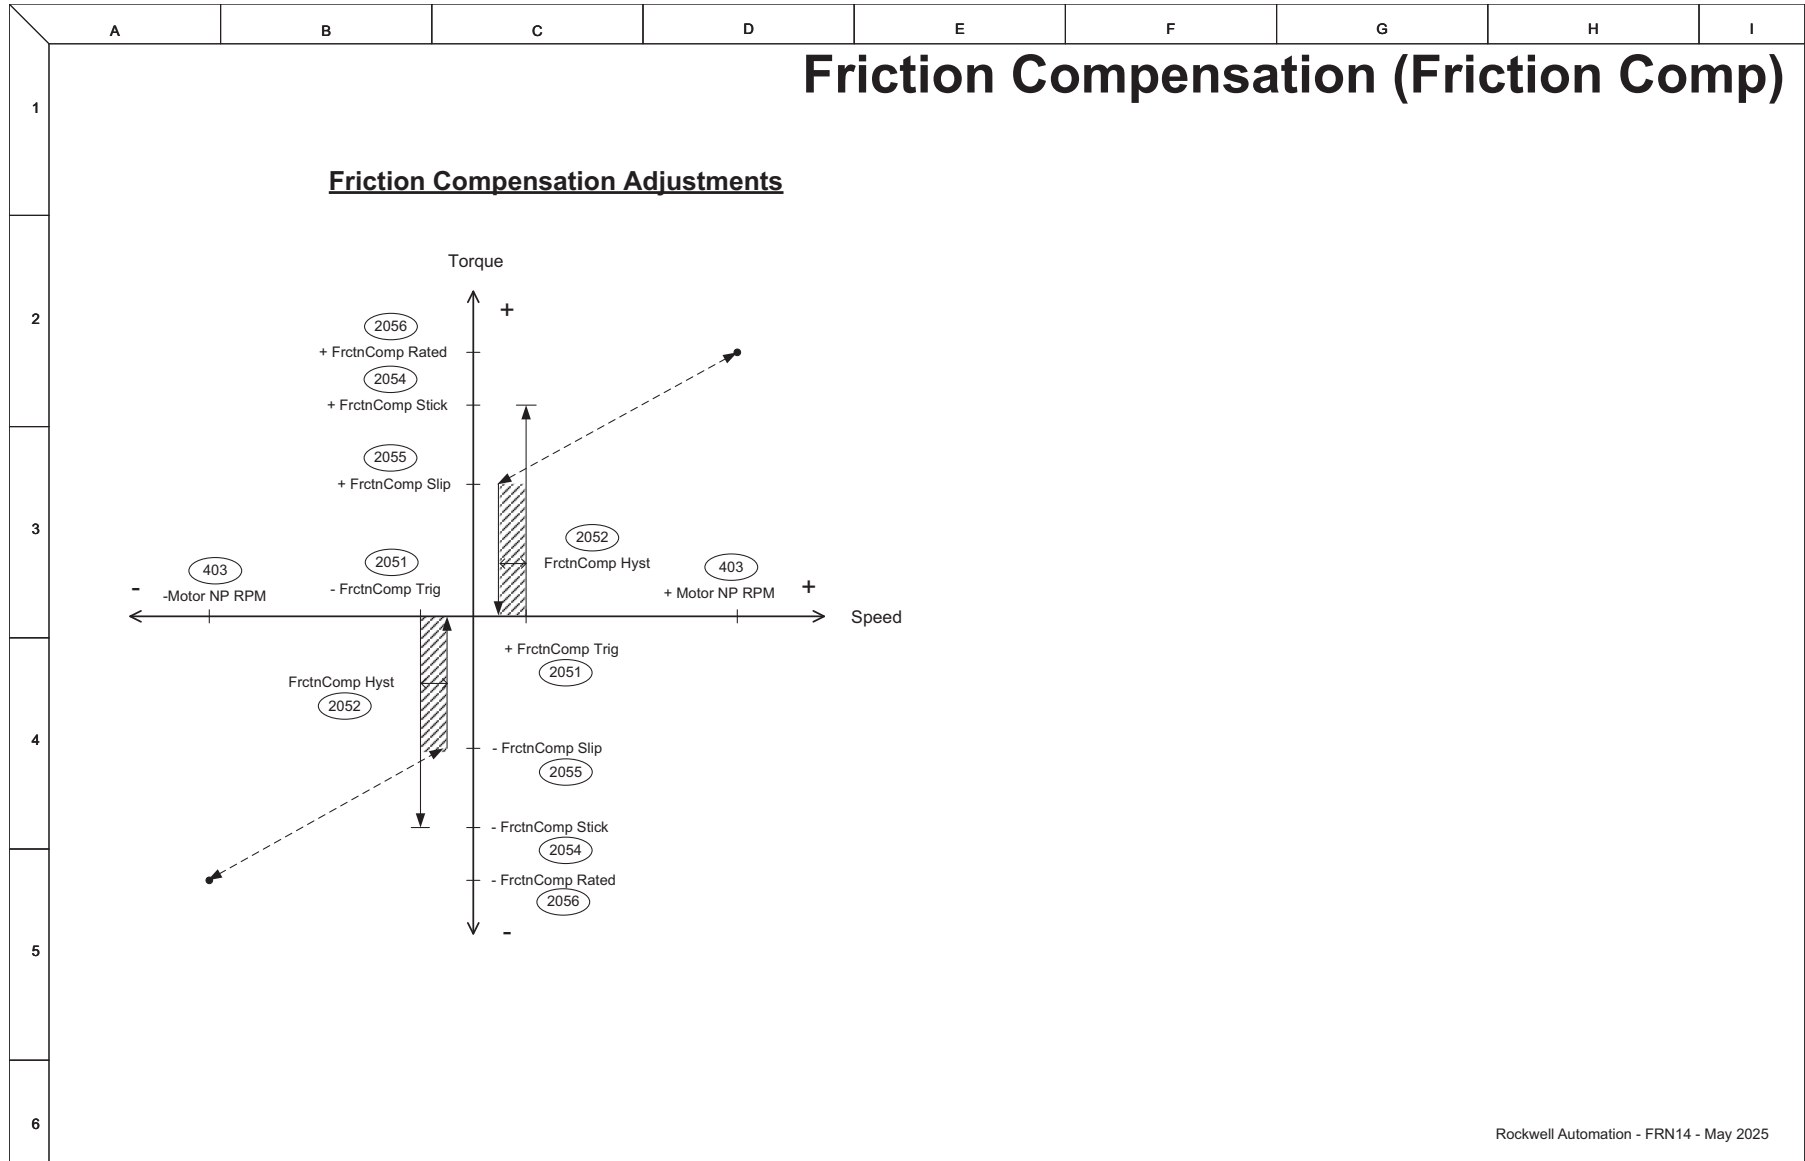 A B C D E F G H I
Friction Compensation (Friction Comp)
1
Friction Compensation Adjustments
Torque
+
2
2056
+ FrctnComp Rated
2054
+ FrctnComp Stick
2055
+ FrctnComp Slip
3
2052
FrctnComp Hyst
2051
- FrctnComp Trig
403
-Motor NP RPM
-
403
+ Motor NP RPM
+
Speed
+ FrctnComp Trig
2051
FrctnComp Hyst
2052
4
- FrctnComp Slip
2055
- FrctnComp Stick
2054
- FrctnComp Rated
2056
-
5
6
Rockwell Automation - FRN14 - May 2025